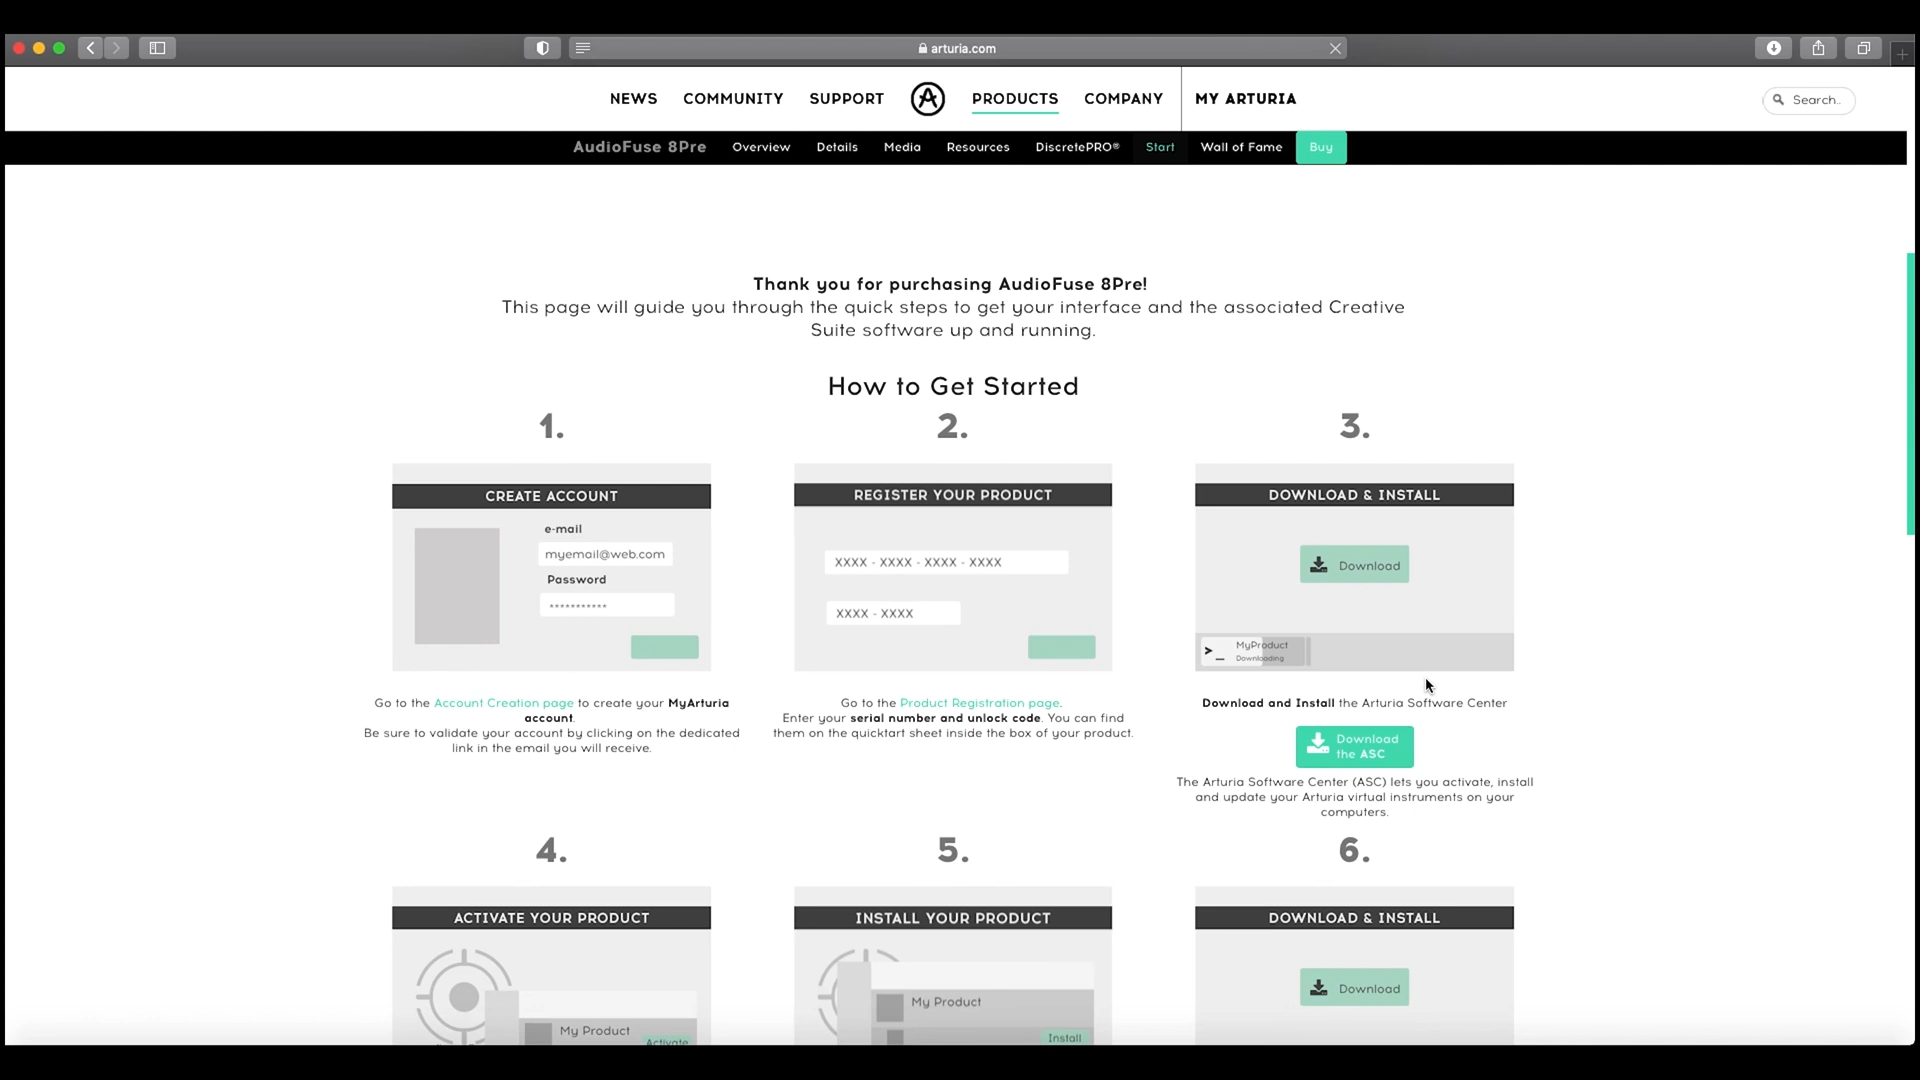 arturia.com
NEWS COMMUNITY SUPPORT PRODUCTS COMPANY MY ARTURIA Search..
AudioFuse 8Pre Overview Details Media Resources DiscretePRO® Start Wall of Fame Buy
Thank you for purchasing AudioFuse 8Pre!
This page will guide you through the quick steps to get your interface and the associated Creative
Suite software up and running.
How to Get Started
1.
CREATE ACCOUNT
e-mail
myemail@web.com
Password
***********
Go to the Account Creation page to create your MyArturia
account.
Be sure to validate your account by clicking on the dedicated
link in the email you will receive.
2.
REGISTER YOUR PRODUCT
XXXX - XXXX - XXXX - XXXX
XXXX - XXXX
Go to the Product Registration page.
Enter your serial number and unlock code. You can find
them on the quicktart sheet inside the box of your product.
3.
DOWNLOAD & INSTALL
Download
>_ MyProduct
Downloading
Download and Install the Arturia Software Center
Download
the ASC
The Arturia Software Center (ASC) lets you activate, install
and update your Arturia virtual instruments on your
computers.
4.
ACTIVATE YOUR PRODUCT
My Product
Activate
5.
INSTALL YOUR PRODUCT
My Product
Install
6.
DOWNLOAD & INSTALL
Download